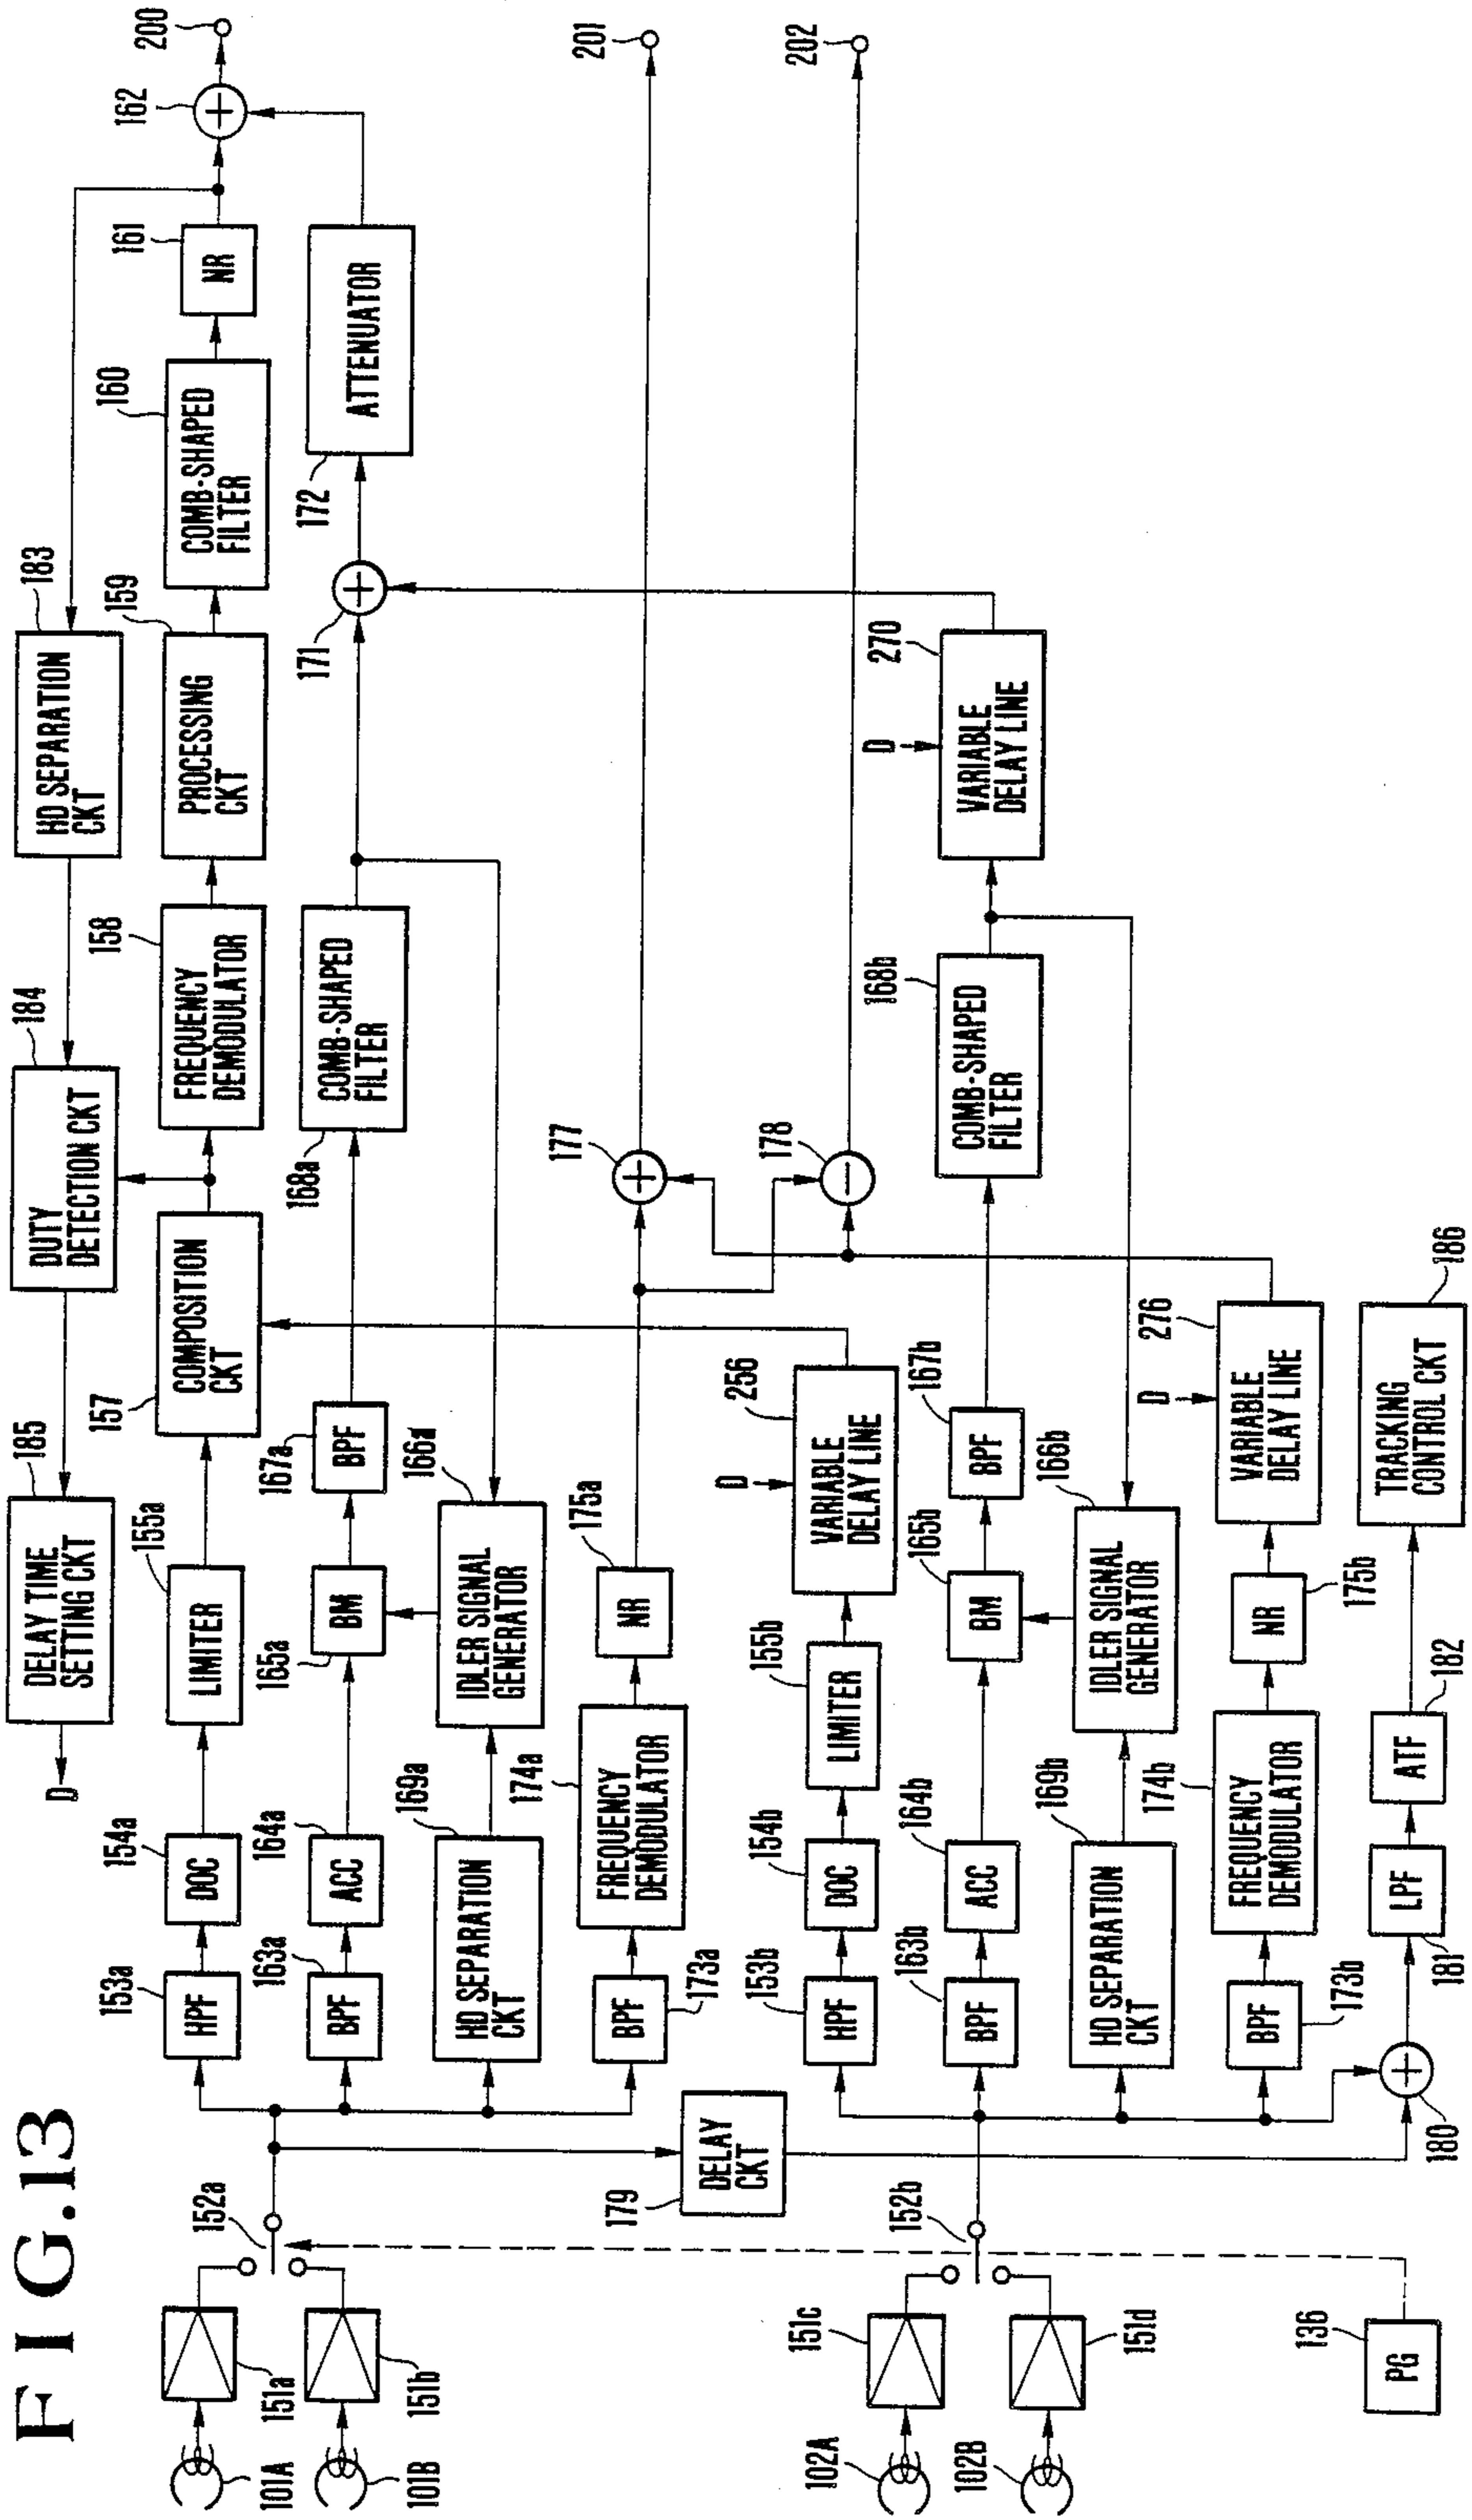 FIG.13
DELAY TIME
SETTING CKT
185
D
DUTY
DETECTION CKT
184
HD SEPARATION
CKT
183
101A
151a
152a
HPF
153a
DOC
154a
LIMITER
155a
COMPOSITION
CKT
157
FREQUENCY
DEMODULATOR
158
PROCESSING
CKT
159
COMB-SHAPED
FILTER
160
NR
161
162
200
101B
151b
BPF
163a
ACC
164a
BM
165a
BPF
167a
COMB-SHAPED
FILTER
168a
171
ATTENUATOR
172
HD SEPARATION
CKT
169a
IDLER SIGNAL
GENERATOR
166a
BPF
173a
FREQUENCY
DEMODULATOR
174a
NR
175a
177
201
DELAY
CKT
179
178
202
102A
151c
152b
HPF
153b
DOC
154b
LIMITER
155b
VARIABLE
DELAY LINE
256
D
102B
151d
BPF
163b
ACC
164b
BM
165b
BPF
167b
COMB-SHAPED
FILTER
168b
VARIABLE
DELAY LINE
270
D
HD SEPARATION
CKT
169b
IDLER SIGNAL
GENERATOR
166b
BPF
173b
FREQUENCY
DEMODULATOR
174b
NR
175b
VARIABLE
DELAY LINE
276
D
PG
136
180
LPF
181
ATF
182
TRACKING
CONTROL CKT
186